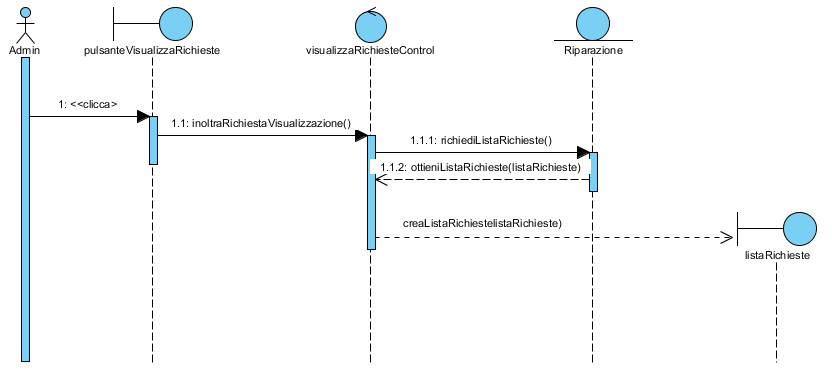 Admin
pulsanteVisualizzaRichieste
visualizzaRichiesteControl
Riparazione
1: <<clicca>
1.1: inoltraRichiestaVisualizzazione()
1.1.1: richiediListaRichieste()
1.1.2: ottieniListaRichieste(listaRichieste)
creaListaRichiestelistaRichieste)
listaRichieste